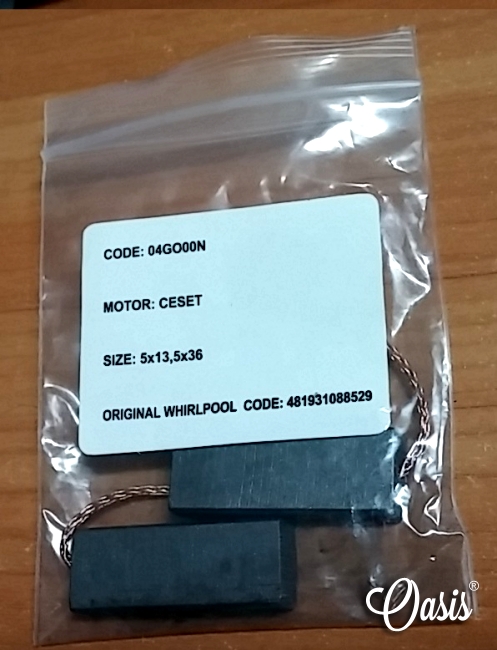 CODE: 04GO00N
MOTOR: CESET
SIZE: 5x13,5x36
ORIGINAL WHIRLPOOL CODE: 481931088529
Oasis®